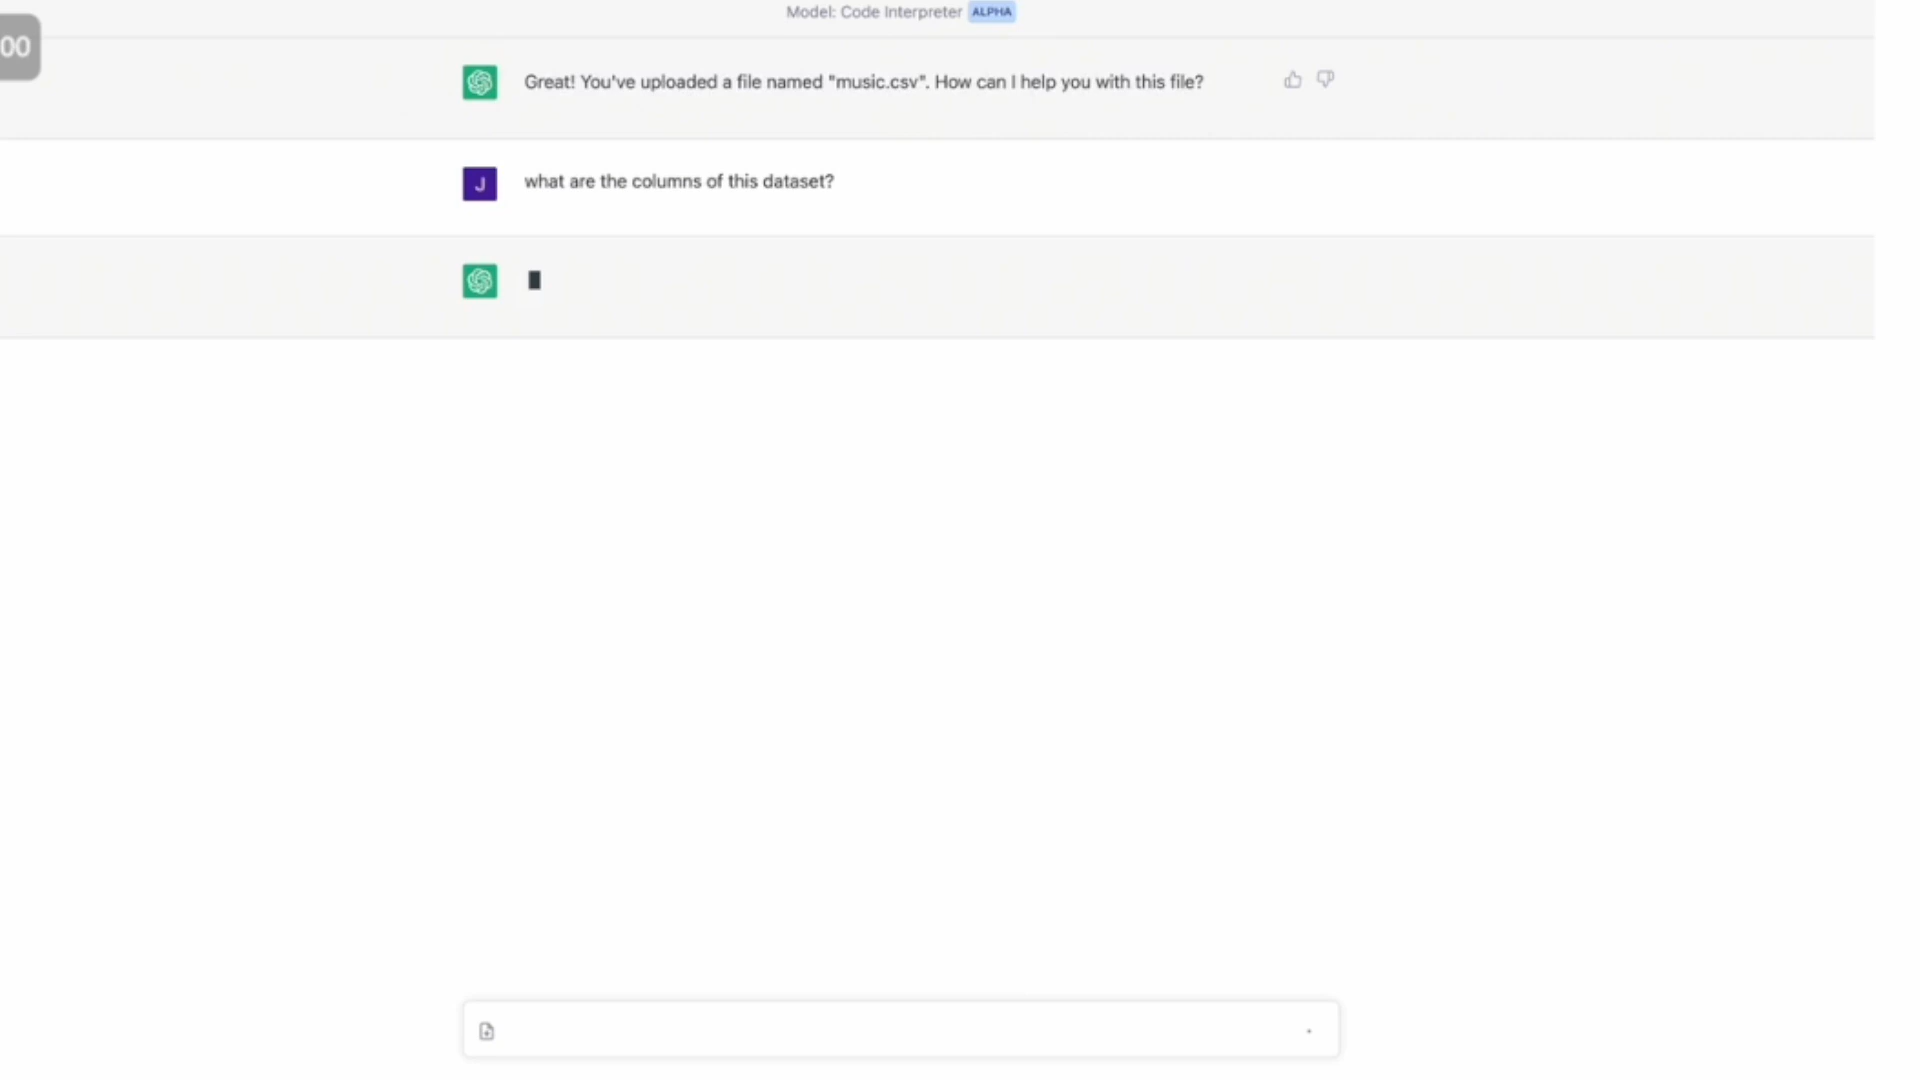 Model: Code Interpreter ALPHA
00
Great! You've uploaded a file named "music.csv". How can I help you with this file?
J
what are the columns of this dataset?